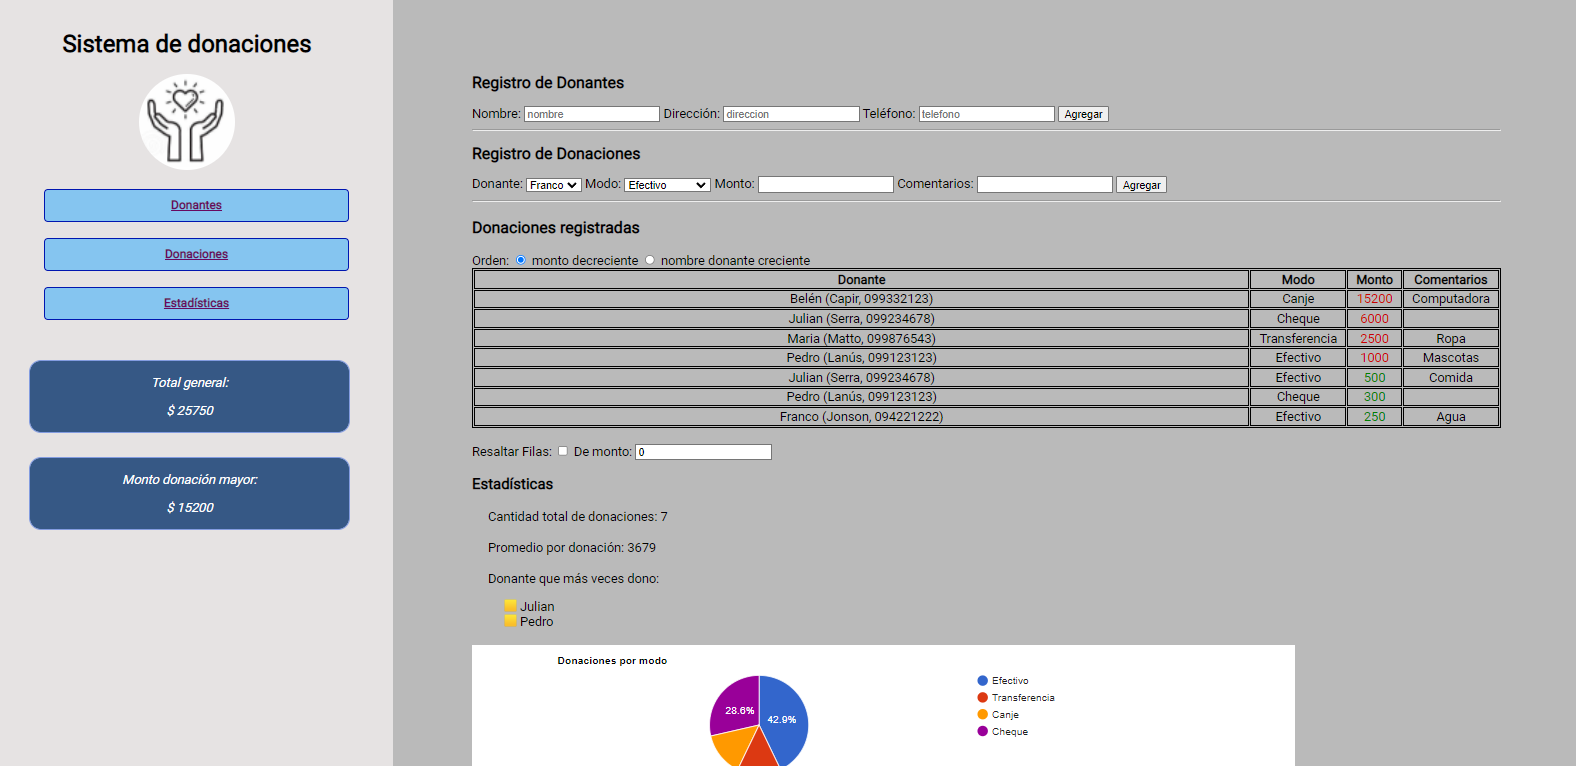 Sistema de donaciones
Donantes
Donaciones
Estadísticas
Total general:
$ 25750
Monto donación mayor:
$ 15200
Registro de Donantes
Nombre: nombre Dirección: direccion Teléfono: telefono Agregar
Registro de Donaciones
Donante: Franco Modo: Efectivo Monto: Comentarios: Agregar
Donaciones registradas
Orden: monto decreciente nombre donante creciente
Donante Modo Monto Comentarios
Belén (Capir, 099332123) Canje 15200 Computadora
Julian (Serra, 099234678) Cheque 6000
Maria (Matto, 099876543) Transferencia 2500 Ropa
Pedro (Lanús, 099123123) Efectivo 1000 Mascotas
Julian (Serra, 099234678) Efectivo 500 Comida
Pedro (Lanús, 099123123) Cheque 300
Franco (Jonson, 094221222) Efectivo 250 Agua
Resaltar Filas: De monto: 0
Estadísticas
Cantidad total de donaciones: 7
Promedio por donación: 3679
Donante que más veces dono:
Julian
Pedro
Donaciones por modo
28.6%
42.9%
Efectivo
Transferencia
Canje
Cheque